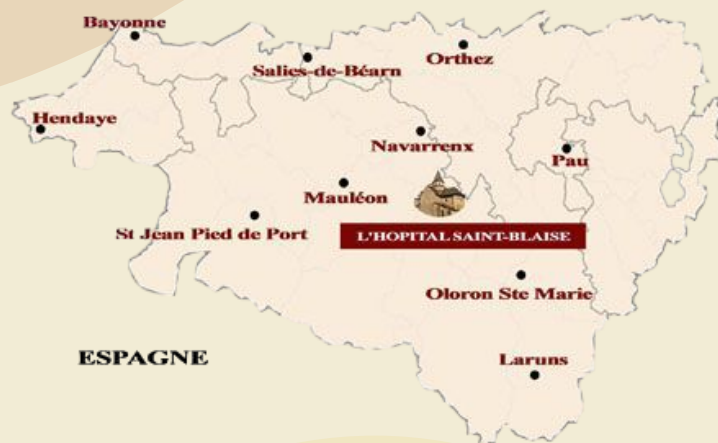 Bayonne
Orthez
Salies-de-Béarn
Hendaye
Navarrenx
Pau
Mauléon
St Jean Pied de Port
L'HOPITAL SAINT-BLAISE
Oloron Ste Marie
ESPAGNE
Laruns